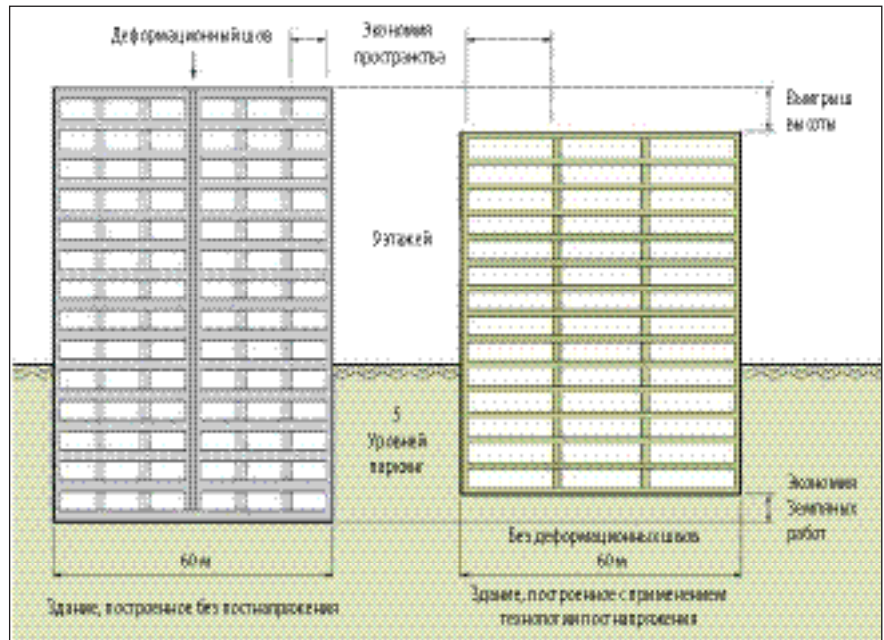 Деформационный шов
Экономия
пространства
Выигрыш
высоты
9 этажей
5
Уровней
паркинг
Экономия
Земляных
работ
Без деформационных швов
60 м
60 м
Здание, построенное без постнапряжения
Здание, построенное с применением
технологии постнапряжения